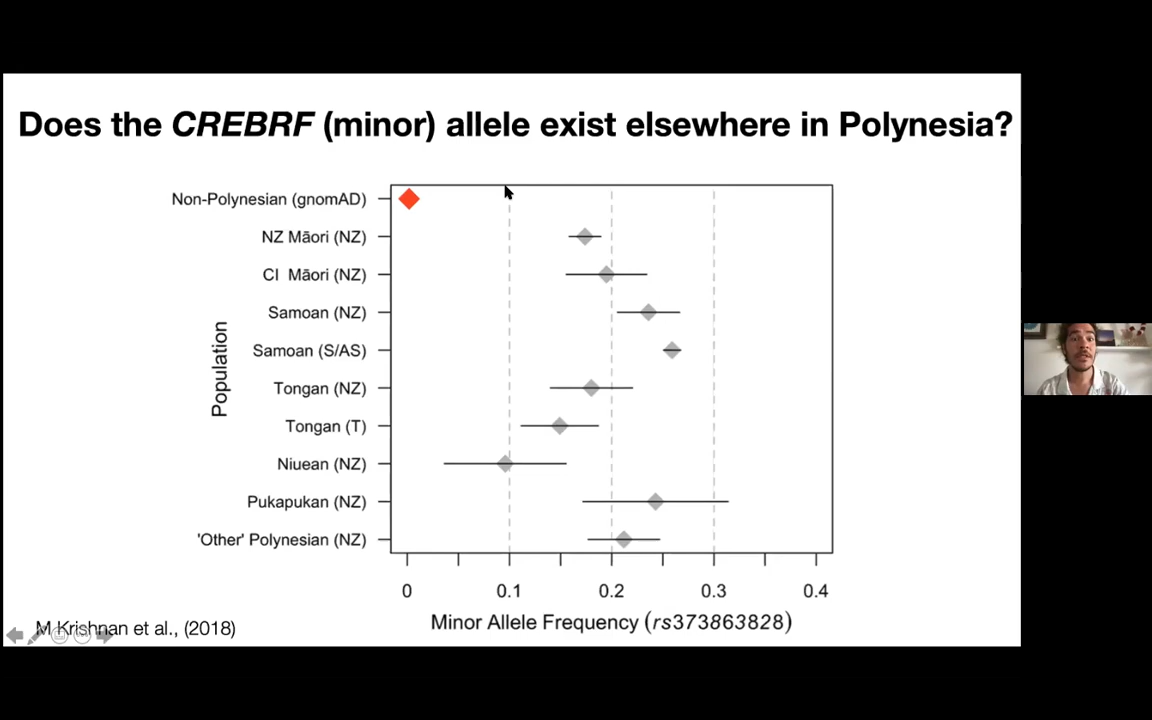 Does the CREBRF (minor) allele exist elsewhere in Polynesia?
Non-Polynesian (gnomAD)
NZ Māori (NZ)
CI Māori (NZ)
Samoan (NZ)
Samoan (S/AS)
Tongan (NZ)
Tongan (T)
Niuean (NZ)
Pukapukan (NZ)
'Other' Polynesian (NZ)
Population
0 0.1 0.2 0.3 0.4
Minor Allele Frequency (rs373863828)
M Krishnan et al., (2018)